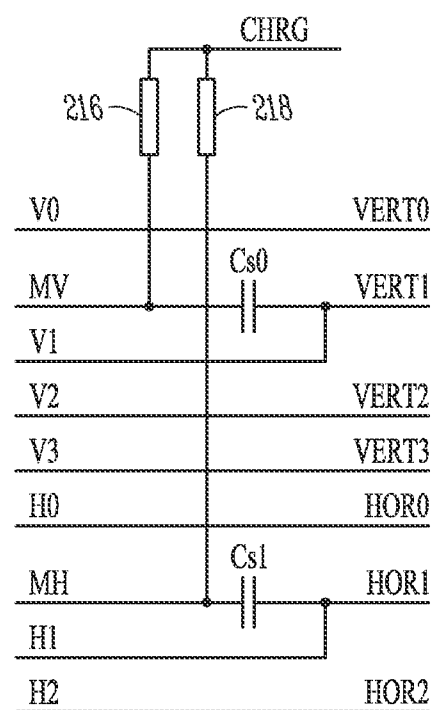 CHRG
216 218
V0 VERT0
Cs0
MV VERT1
V1
V2 VERT2
V3 VERT3
H0 HOR0
Cs1
MH HOR1
H1
H2 HOR2